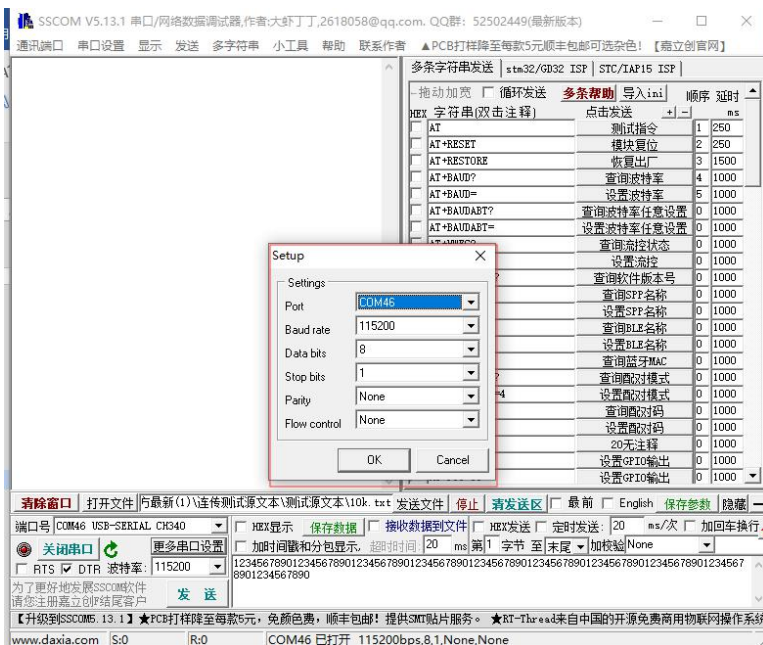 SSCOM V5.13.1 串口/网络数据调试器,作者:大虾丁丁,2618058@qq.com. QQ群: 52502449(最新版本)
通讯端口 串口设置 显示 发送 多字符串 小工具 帮助 联系作者 ▲PCB打样降至每款5元顺丰包邮可选杂色! 【嘉立创官网】
多条字符串发送 stm32/GD32 ISP STC/IAP15 ISP
拖动加宽 循环发送 多条帮助 导入ini 顺序 延时
HEX 字符串(双击注释) 点击发送 + - ms
AT 测试指令 1 250
AT+RESET 模块复位 2 250
AT+RESTORE 恢复出厂 3 1500
AT+BAUD? 查询波特率 4 1000
AT+BAUD= 设置波特率 5 1000
AT+BAUDABT? 查询波特率任意设置 0 1000
AT+BAUDABT= 设置波特率任意设置 0 1000
查询流控状态 0 1000
设置流控 0 1000
? 查询软件版本号 0 1000
查询SPP名称 0 1000
设置SPP名称 0 1000
查询BLE名称 0 1000
设置BLE名称 0 1000
查询蓝牙MAC 0 1000
? 查询配对模式 0 1000
=4 设置配对模式 0 1000
查询配对码 0 1000
设置配对码 0 1000
20无注释 0 1000
设置GPIO输出 0 1000
设置GPIO输出 0 1000
Setup
Settings
Port COM46
Baud rate 115200
Data bits 8
Stop bits 1
Parity None
Flow control None
OK Cancel
清除窗口 打开文件 最新(1)\连传测试源文本\测试源文本\10k.txt 发送文件 停止 清发送区 最前 English 保存参数 隐藏
端口号 COM46 USB-SERIAL CH340 HEX显示 保存数据 接收数据到文件 HEX发送 定时发送: 20 ms/次 加回车换行
关闭串口 更多串口设置 加时间戳和分包显示, 超时时间: 20 ms 第1 字节 至 末尾 加校验None
RTS DTR 波特率: 115200
12345678901234567890123456789012345678901234567890123456789012345678901234567
8901234567890
为了更好地发展SSCOM软件
请您注册嘉立创F结尾客户
发 送
【升级到SSCOM5.13.1】★PCB打样降至每款5元, 免颜色费, 顺丰包邮! 提供SMT贴片服务。 ★RT-Thread来自中国的开源免费商用物联网操作系统
www.daxia.com S:0 R:0 COM46 已打开 115200bps,8,1,None,None